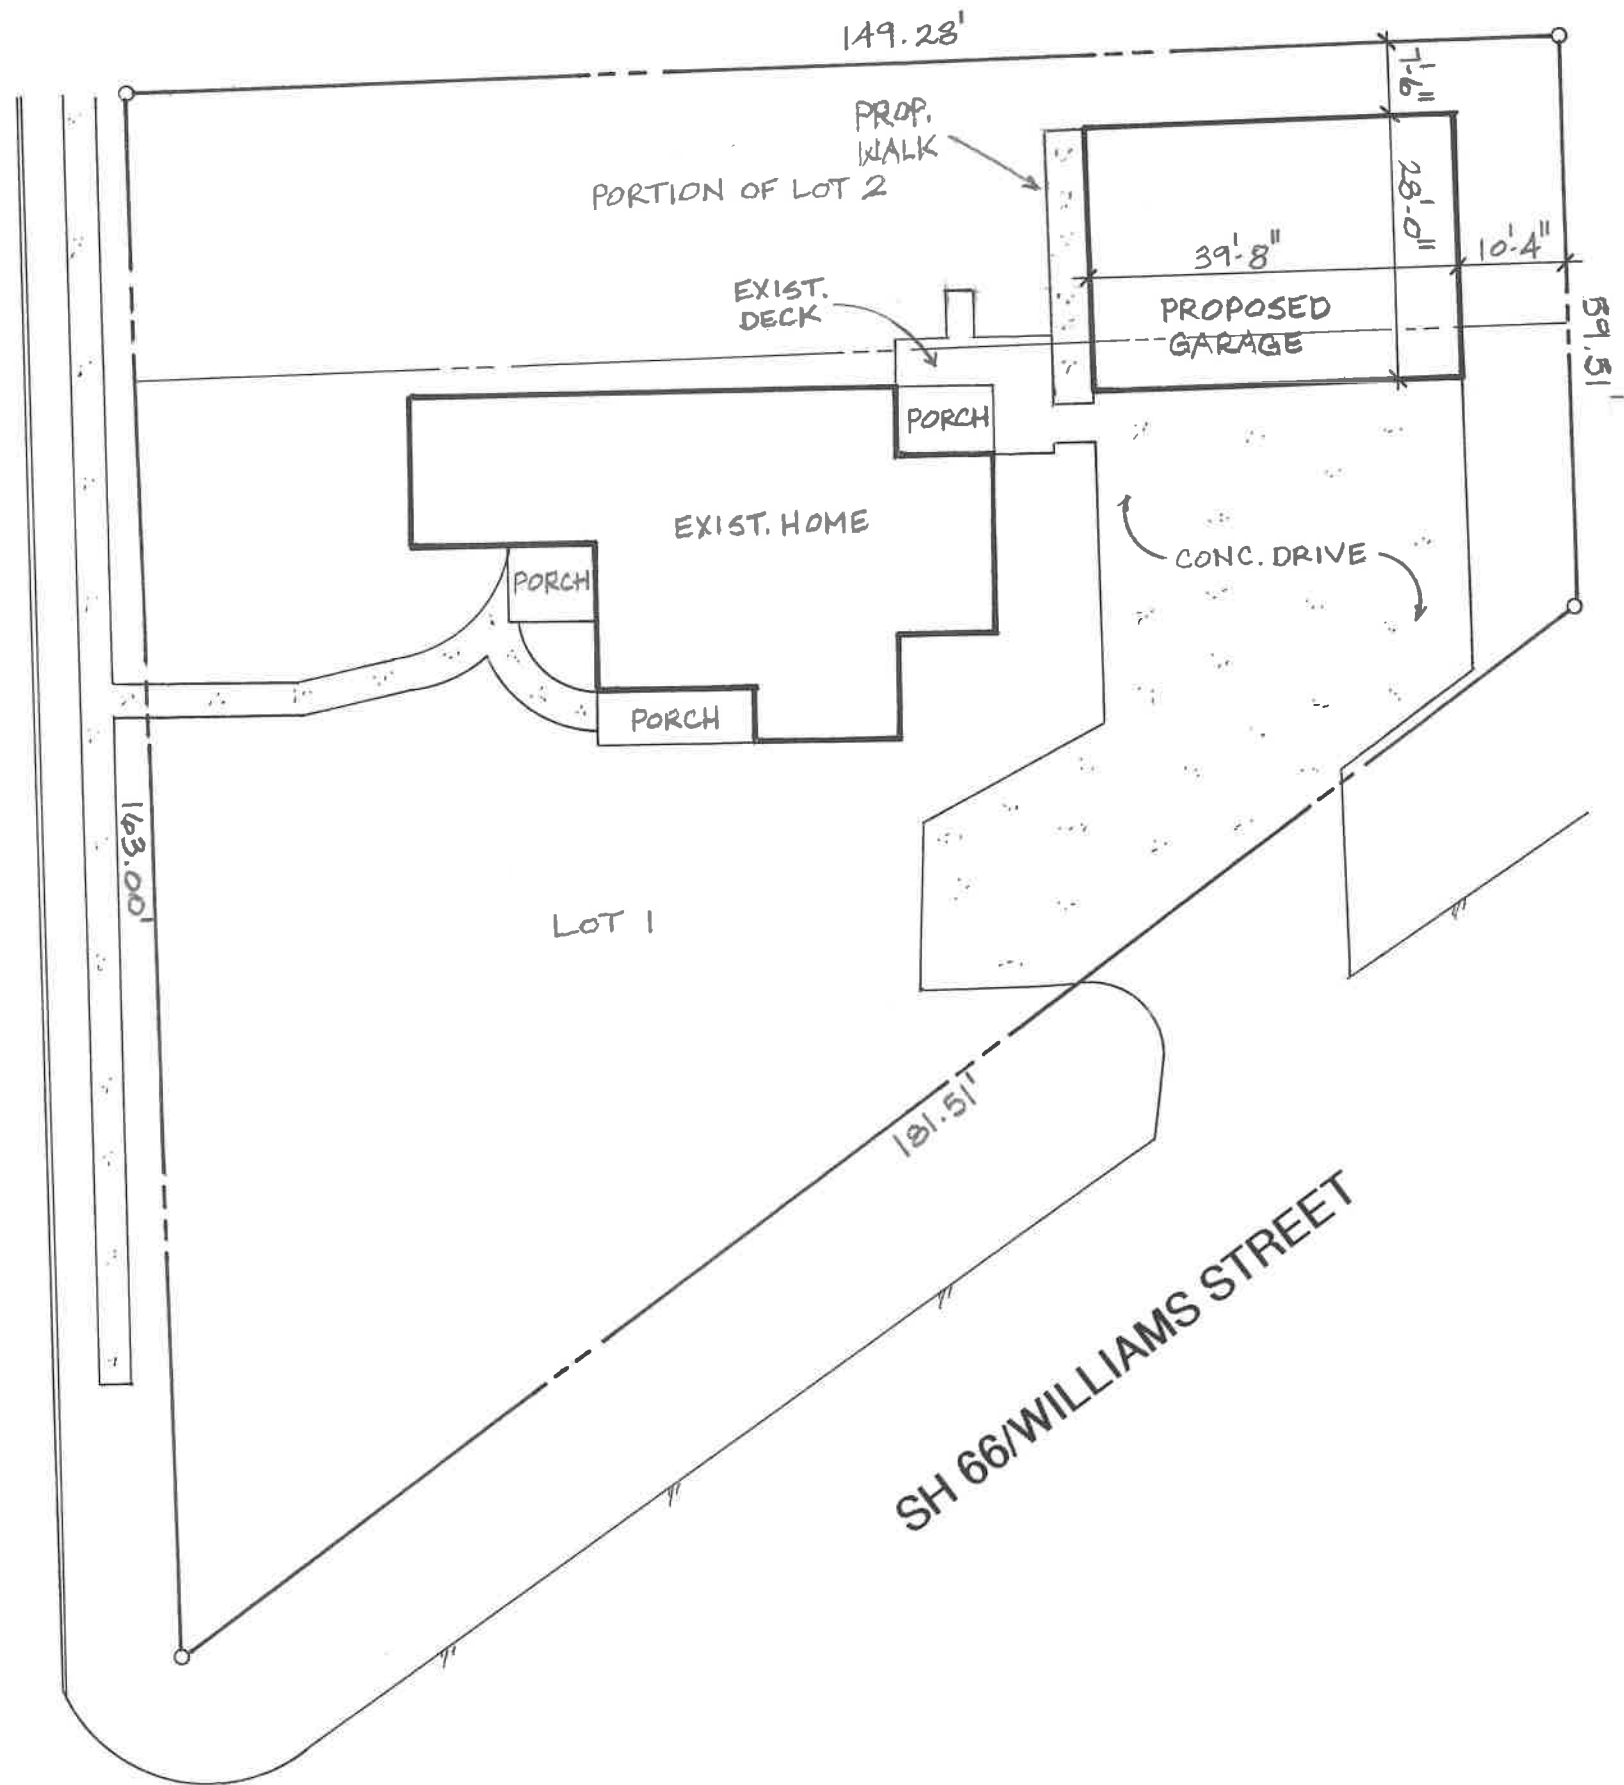 149.28'
7'-6"
PROP.
WALK
PORTION OF LOT 2
28'-0"
39'-8"
10'-4"
EXIST.
DECK
PROPOSED
GARAGE
59.51'
PORCH
EXIST. HOME
CONC. DRIVE
PORCH
PORCH
163.00'
LOT 1
181.51'
SH 66/WILLIAMS STREET